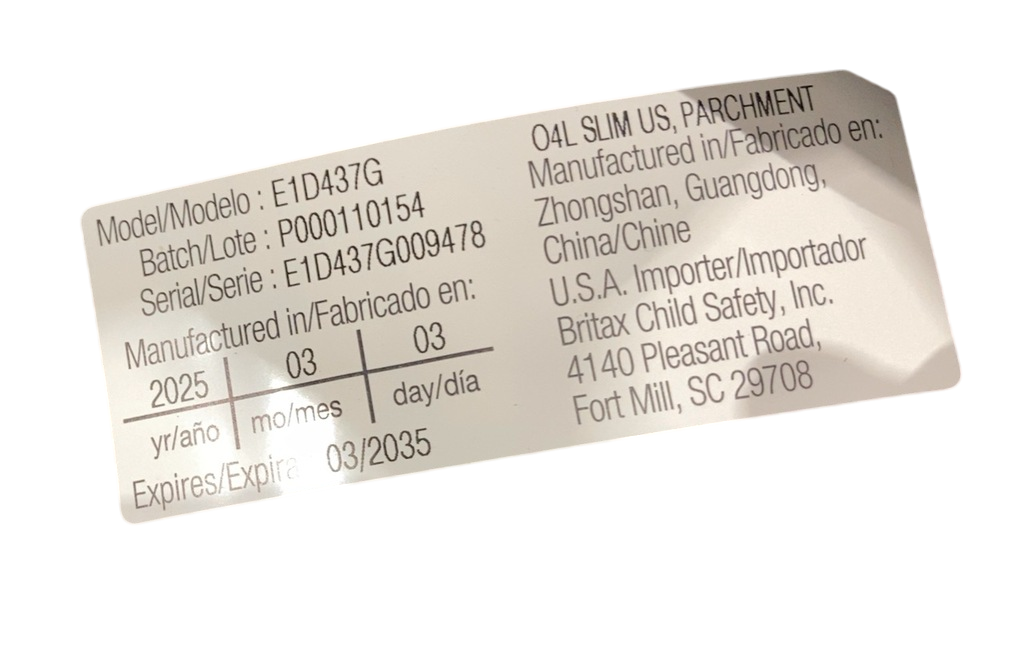 Model/Modelo : E1D437G
Batch/Lote : P000110154
Serial/Serie : E1D437G009478
Manufactured in/Fabricado en:
2025 03 03
yr/año mo/mes day/día
Expires/Expira 03/2035
O4L SLIM US, PARCHMENT
Manufactured in/Fabricado en:
Zhongshan, Guangdong,
China/Chine
U.S.A. Importer/Importador
Britax Child Safety, Inc.
4140 Pleasant Road,
Fort Mill, SC 29708